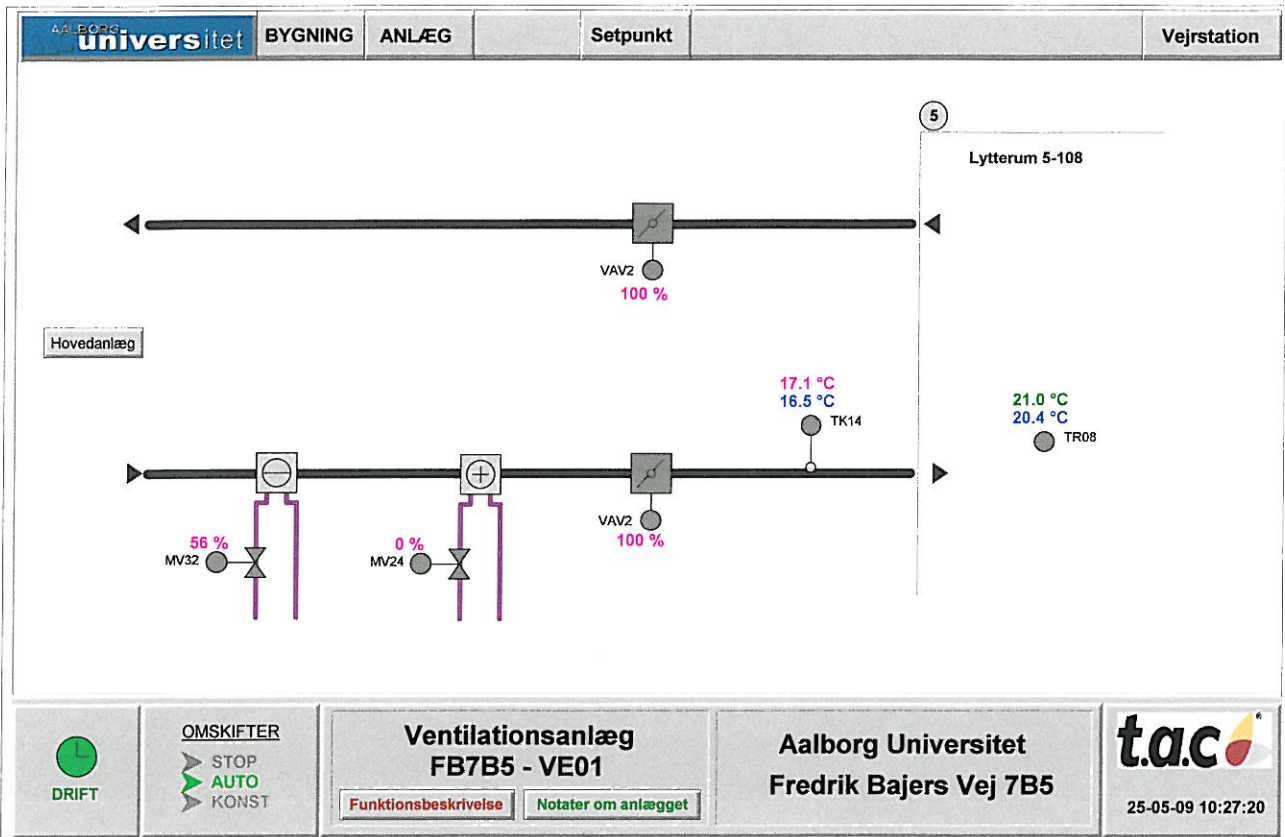 AALBORG
universitet
BYGNING
ANLÆG
Setpunkt
Vejrstation
5
Lytterum 5-108
VAV2
100 %
Hovedanlæg
17.1 °C
16.5 °C
TK14
21.0 °C
20.4 °C
TR08
56 %
MV32
0 %
MV24
VAV2
100 %
DRIFT
OMSKIFTER
STOP
AUTO
KONST
Ventilationsanlæg
FB7B5 - VE01
Funktionsbeskrivelse
Notater om anlægget
Aalborg Universitet
Fredrik Bajers Vej 7B5
t.a.c
25-05-09 10:27:20